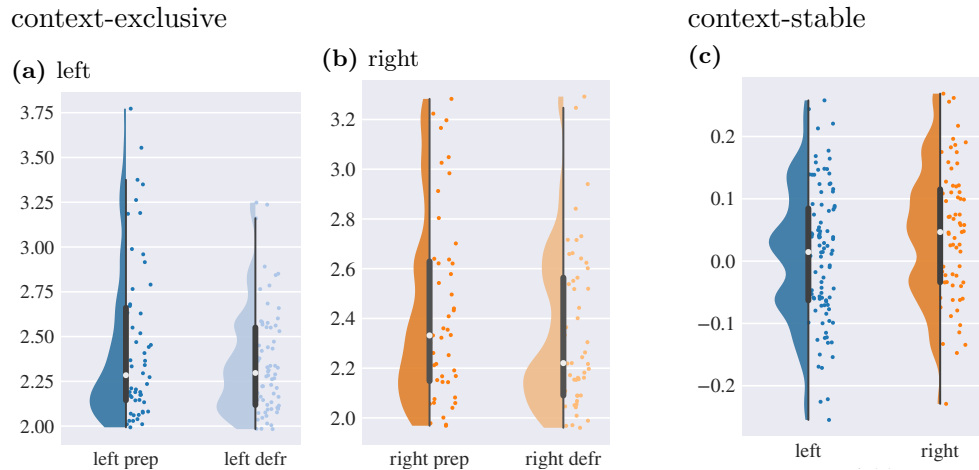 context-exclusive
context-stable
(a) left
(b) right
(c)
3.75
3.50
3.25
3.00
2.75
2.50
2.25
2.00
left prep
left defr
3.2
3.0
2.8
2.6
2.4
2.2
2.0
right prep
right defr
0.2
0.1
0.0
−0.1
−0.2
left
right